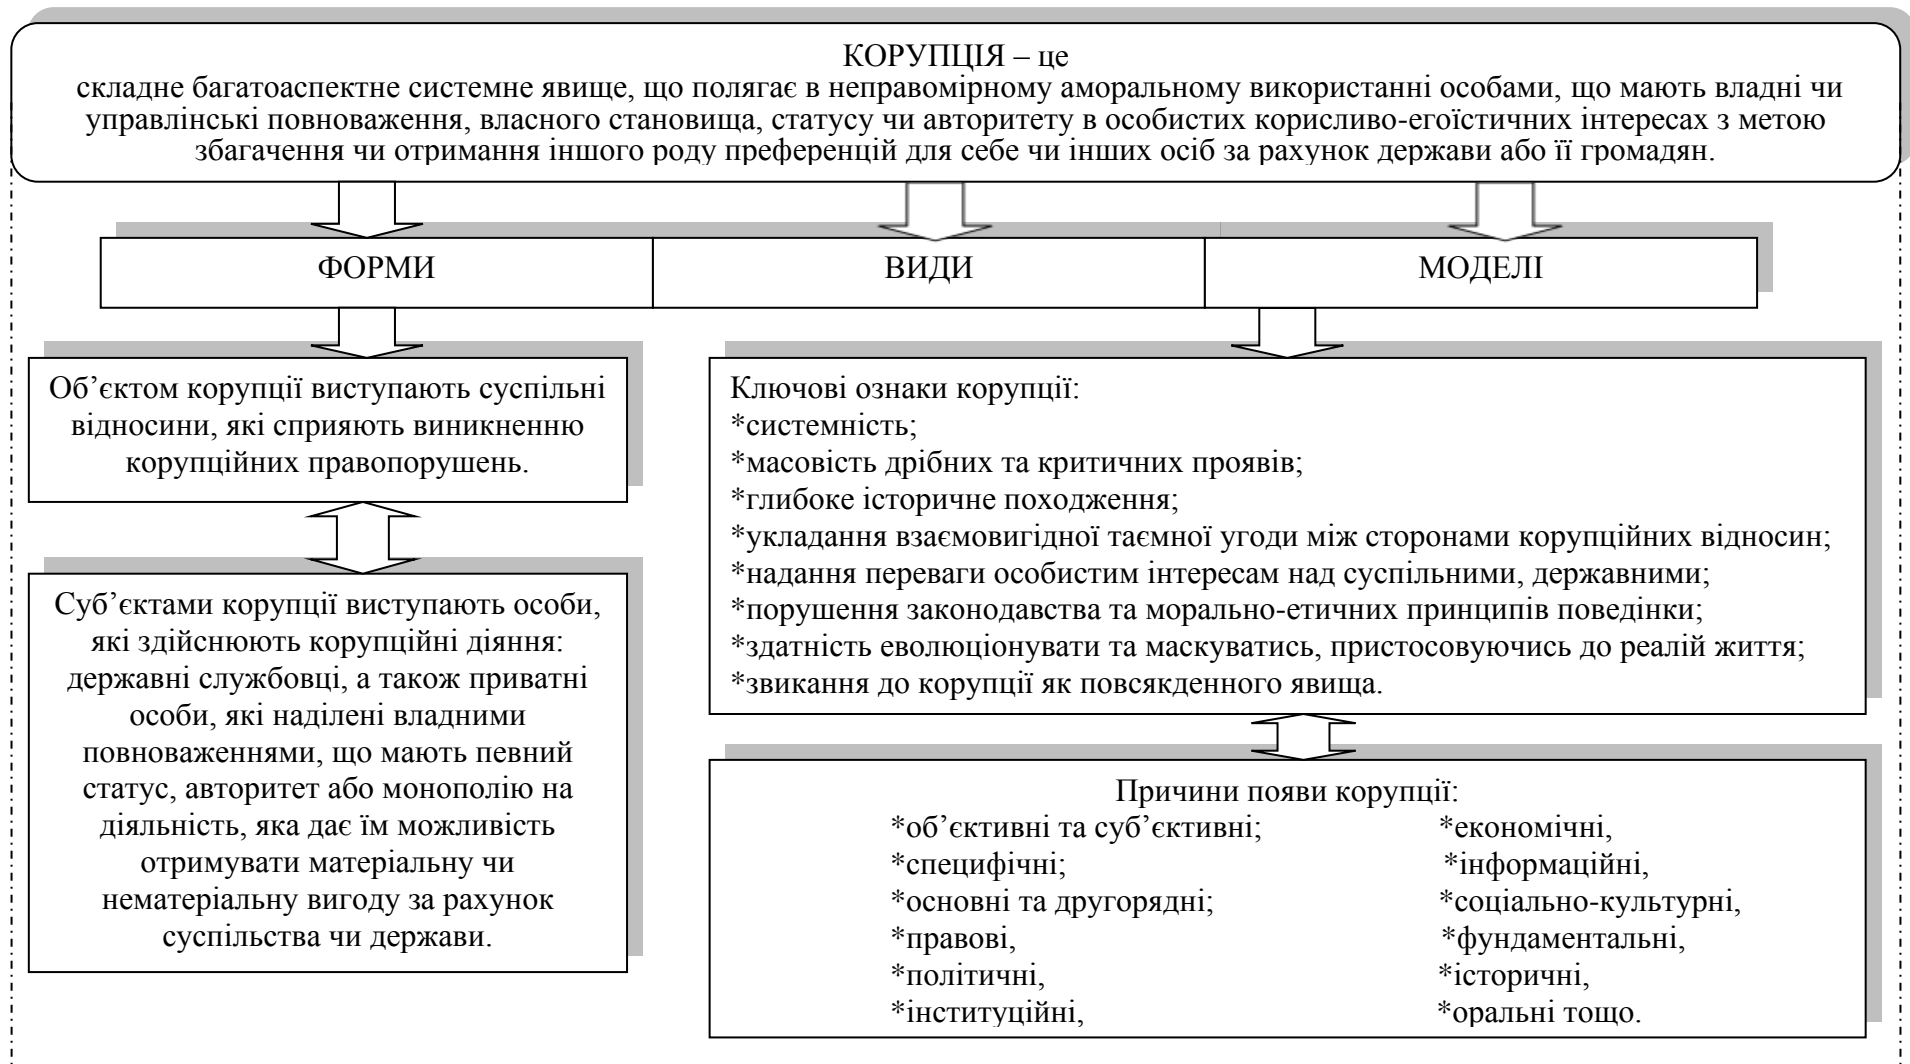 КОРУПЦІЯ – це
складне багатоаспектне системне явище, що полягає в неправомірному аморальному використанні особами, що мають владні чи
управлінські повноваження, власного становища, статусу чи авторитету в особистих корисливо-егоїстичних інтересах з метою
збагачення чи отримання іншого роду преференцій для себе чи інших осіб за рахунок держави або її громадян.
ФОРМИ
ВИДИ
МОДЕЛІ
Об’єктом корупції виступають суспільні
відносини, які сприяють виникненню
корупційних правопорушень.
Суб’єктами корупції виступають особи,
які здійснюють корупційні діяння:
державні службовці, а також приватні
особи, які наділені владними
повноваженнями, що мають певний
статус, авторитет або монополію на
діяльність, яка дає їм можливість
отримувати матеріальну чи
нематеріальну вигоду за рахунок
суспільства чи держави.
Ключові ознаки корупції:
*системність;
*масовість дрібних та критичних проявів;
*глибоке історичне походження;
*укладання взаємовигідної таємної угоди між сторонами корупційних відносин;
*надання переваги особистим інтересам над суспільними, державними;
*порушення законодавства та морально-етичних принципів поведінки;
*здатність еволюціонувати та маскуватись, пристосовуючись до реалій життя;
*звикання до корупції як повсякденного явища.
Причини появи корупції:
*об’єктивні та суб’єктивні;
*специфічні;
*основні та другорядні;
*правові,
*політичні,
*інституційні,
*економічні,
*інформаційні,
*соціально-культурні,
*фундаментальні,
*історичні,
*оральні тощо.